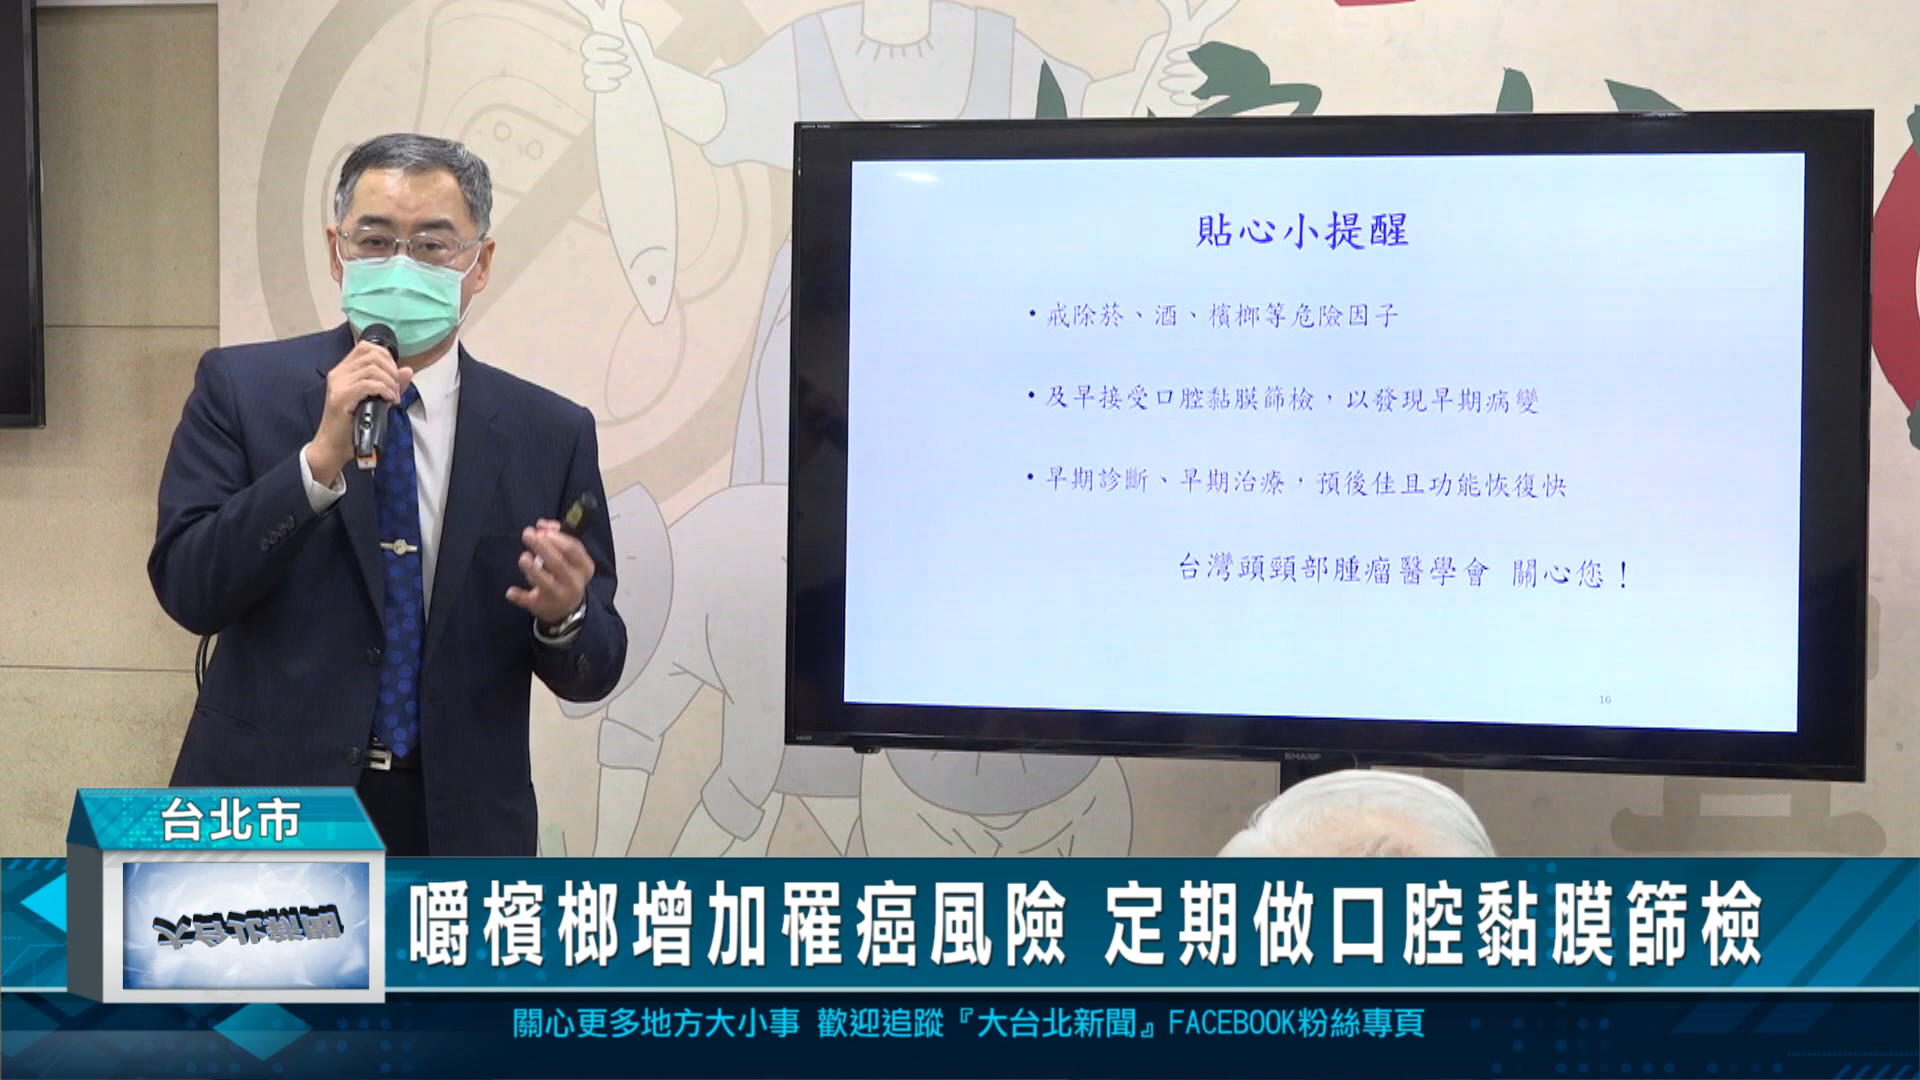 貼心小提醒
•戒除菸、酒、檳榔等危險因子
•及早接受口腔黏膜篩檢，以發現早期病變
•早期診斷、早期治療，預後佳且功能恢復快
台灣頭頸部腫瘤醫學會 關心您！
16
SHARP
台北市
大台北新聞
嚼檳榔增加罹癌風險 定期做口腔黏膜篩檢
關心更多地方大小事 歡迎追蹤『大台北新聞』FACEBOOK粉絲專頁